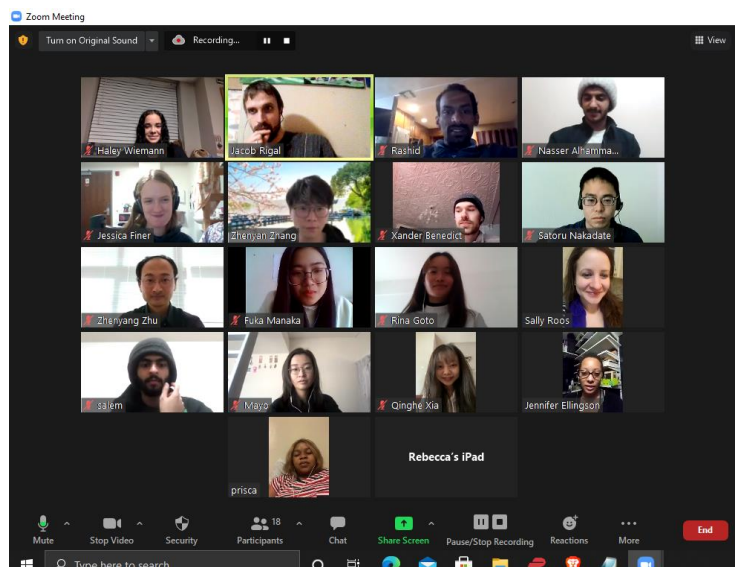 Zoom Meeting
Turn on Original Sound
Recording...
View
Haley Wiemann
Jacob Rigal
Rashid
Nasser Alhamma...
Jessica Finer
Zhenyan Zhang
Xander Benedict
Satoru Nakadate
Zhenyang Zhu
Fuka Manaka
Rina Goto
Sally Roos
salem
Mayo
Qinghe Xia
Jennifer Ellingson
prisca
Rebecca's iPad
18
Mute
Stop Video
Security
Participants
Chat
Share Screen
Pause/Stop Recording
Reactions
More
End
Type here to search